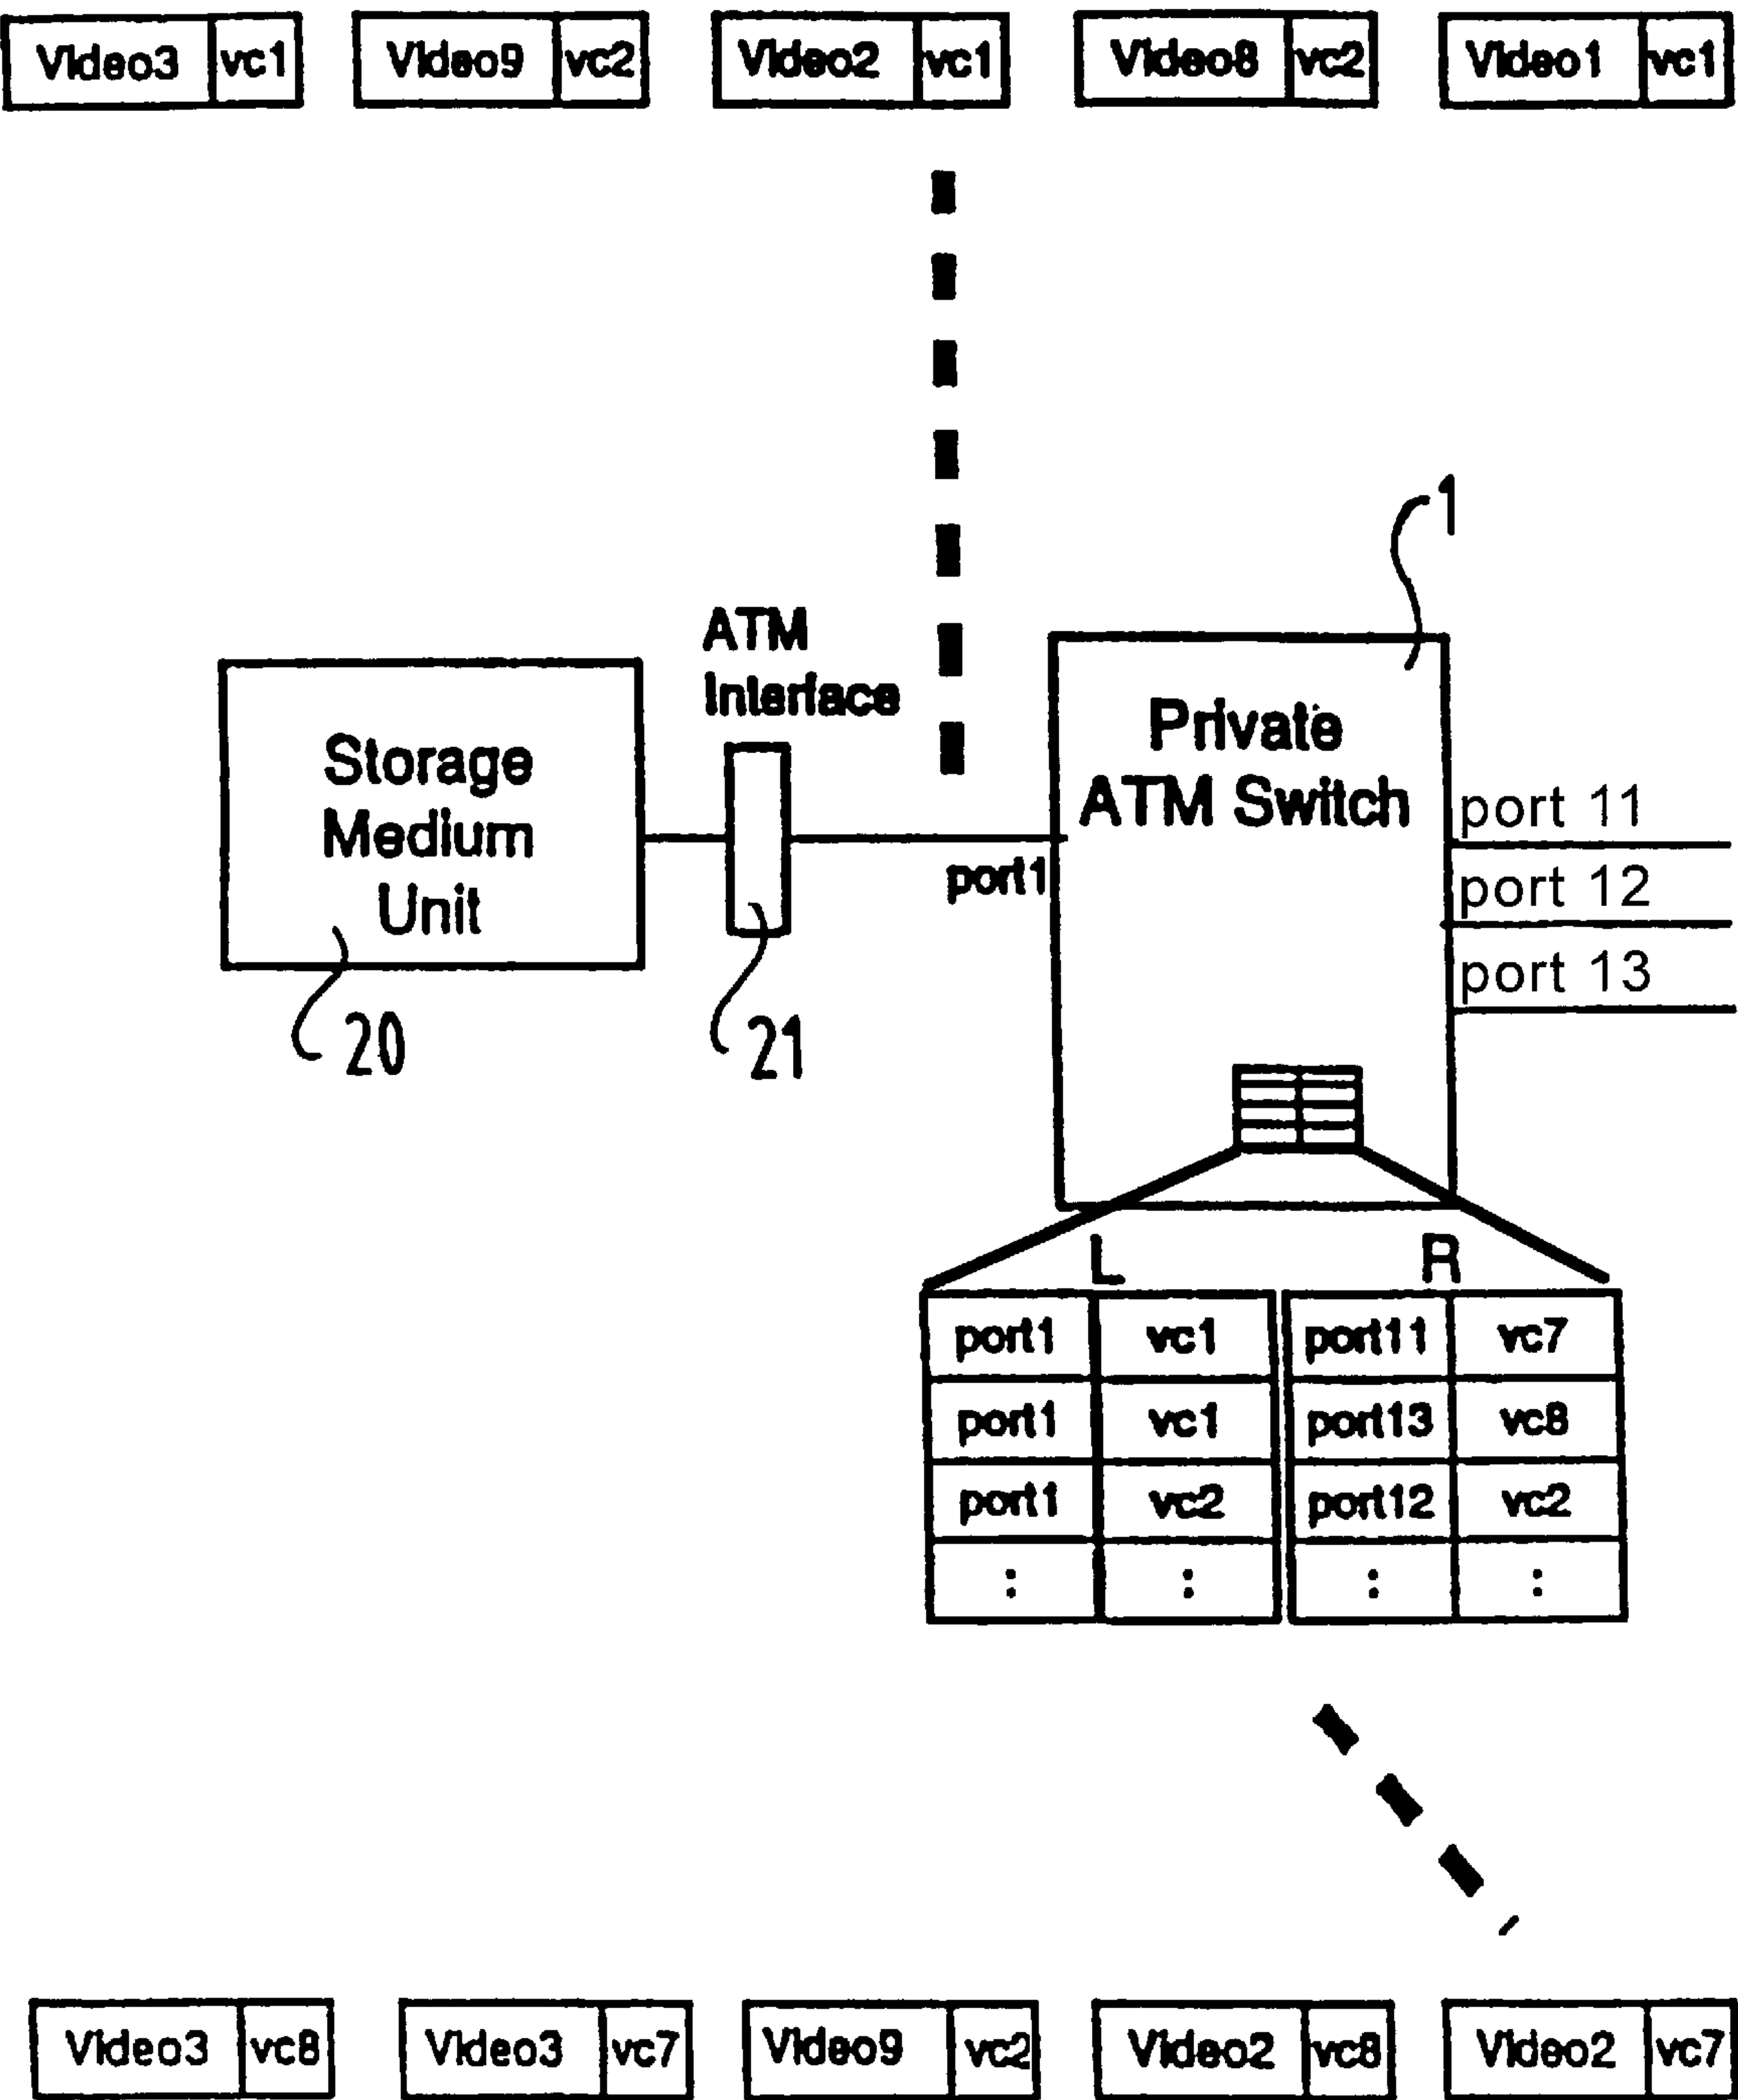 Video3 vc1 Video9 vc2 Video2 vc1 Video8 vc2 Video1 vc1
1
ATM
Interface
Storage
Medium
Unit
Private
ATM Switch
port1
port 11
port 12
port 13
20
21
L R
port1 vc1 port11 vc7
port1 vc1 port13 vc8
port1 vc2 port12 vc2
: : : :
Video3 vc8 Video3 vc7 Video9 vc2 Video2 vc8 Video2 vc7